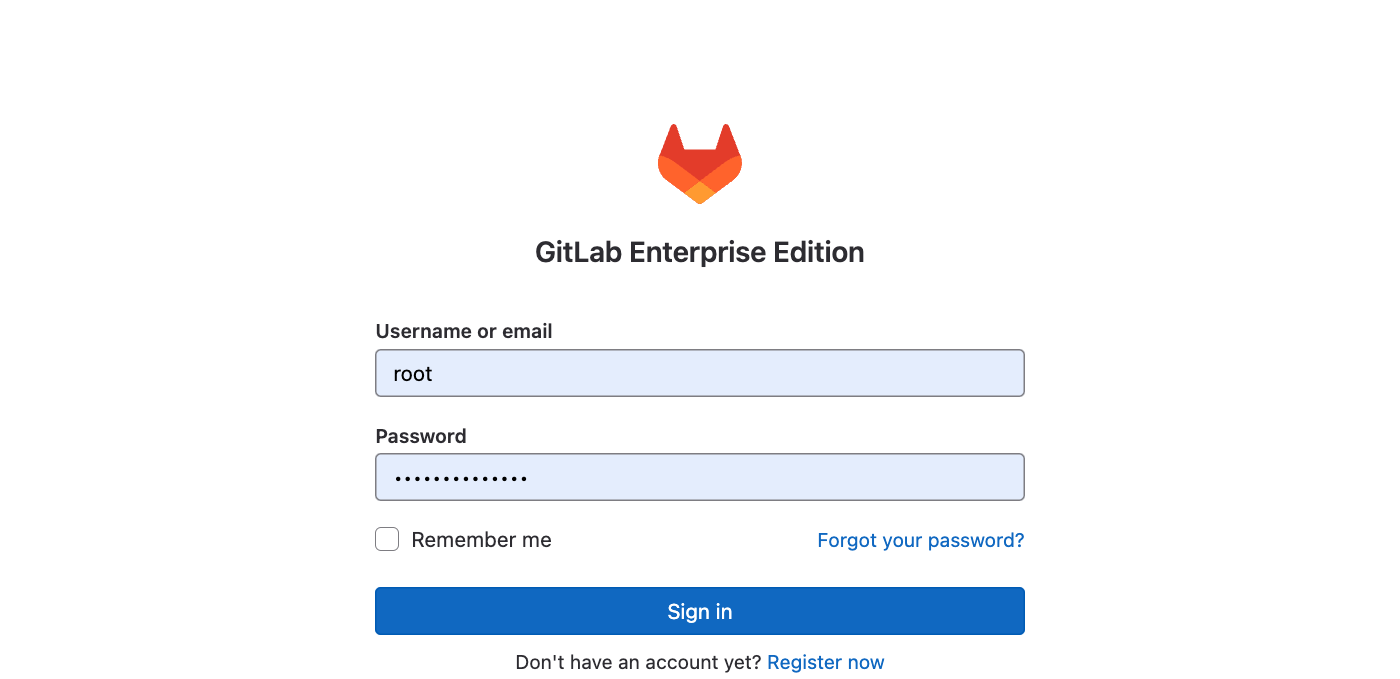 GitLab Enterprise Edition
Username or email
root
Password
••••••••••••••
Remember me
Forgot your password?
Sign in
Don't have an account yet? Register now